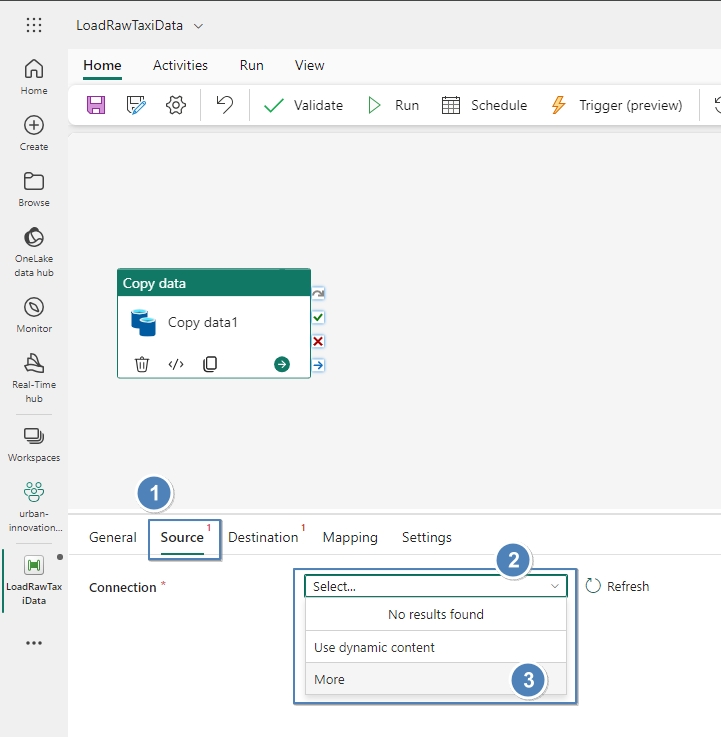 LoadRawTaxiData
Home
Activities
Run
View
Validate
Run
Schedule
Trigger (preview)
Home
Create
Browse
OneLake
data hub
Monitor
Real-Time
hub
Workspaces
urban-
innovation...
LoadRawTax
iData
Copy data
Copy data1
1
General
Source 1
Destination 1
Mapping
Settings
2
Connection *
Select...
Refresh
No results found
Use dynamic content
More
3